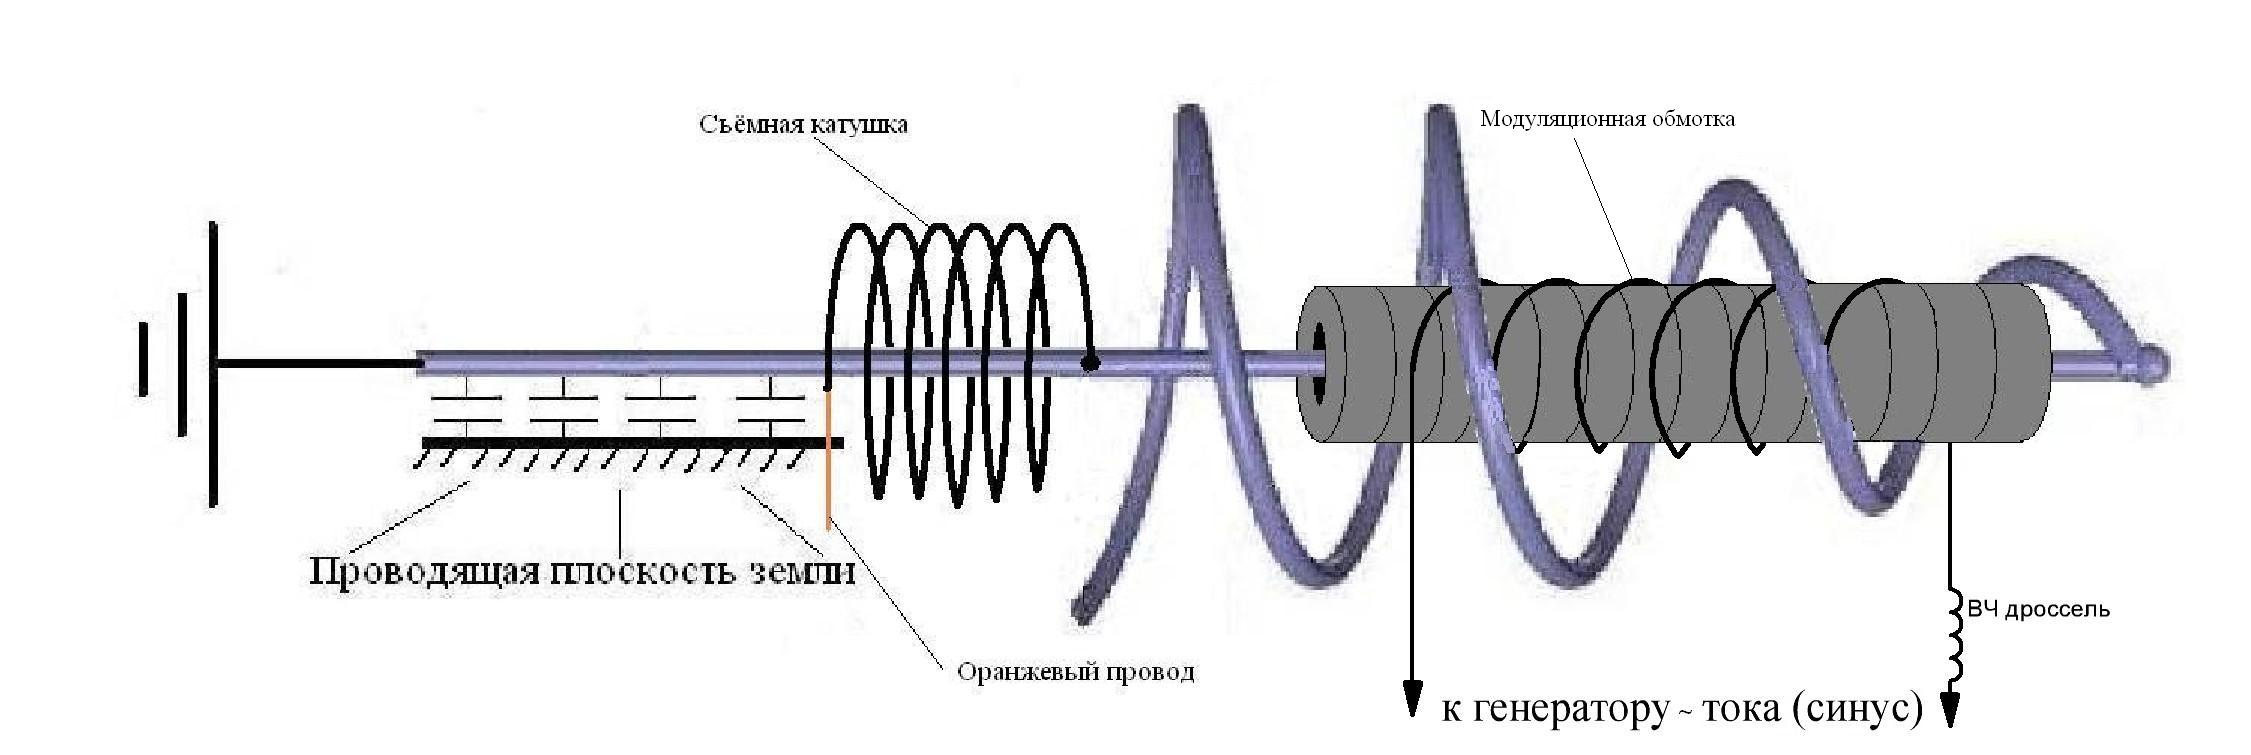 Съёмная катушка
Модуляционная обмотка
Проводящая плоскость земли
ВЧ дроссель
Оранжевый провод
к генератору ~ тока (синус)